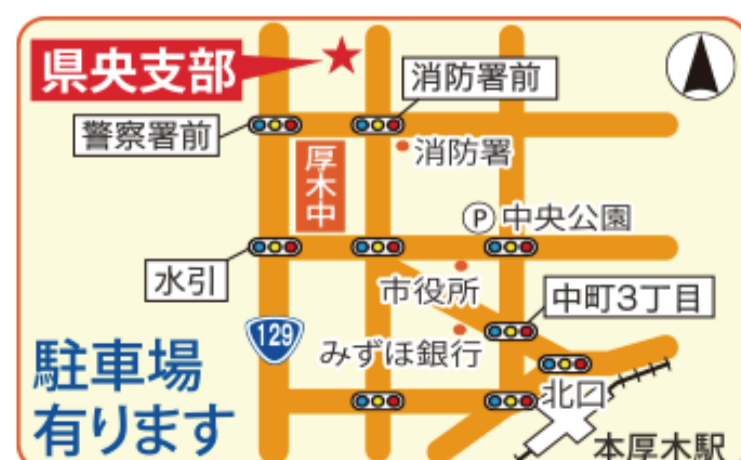 県央支部
消防署前
警察署前
消防署
厚木中
P 中央公園
水引
市役所
中町3丁目
129
みずほ銀行
駐車場
有ります
北口
本厚木駅